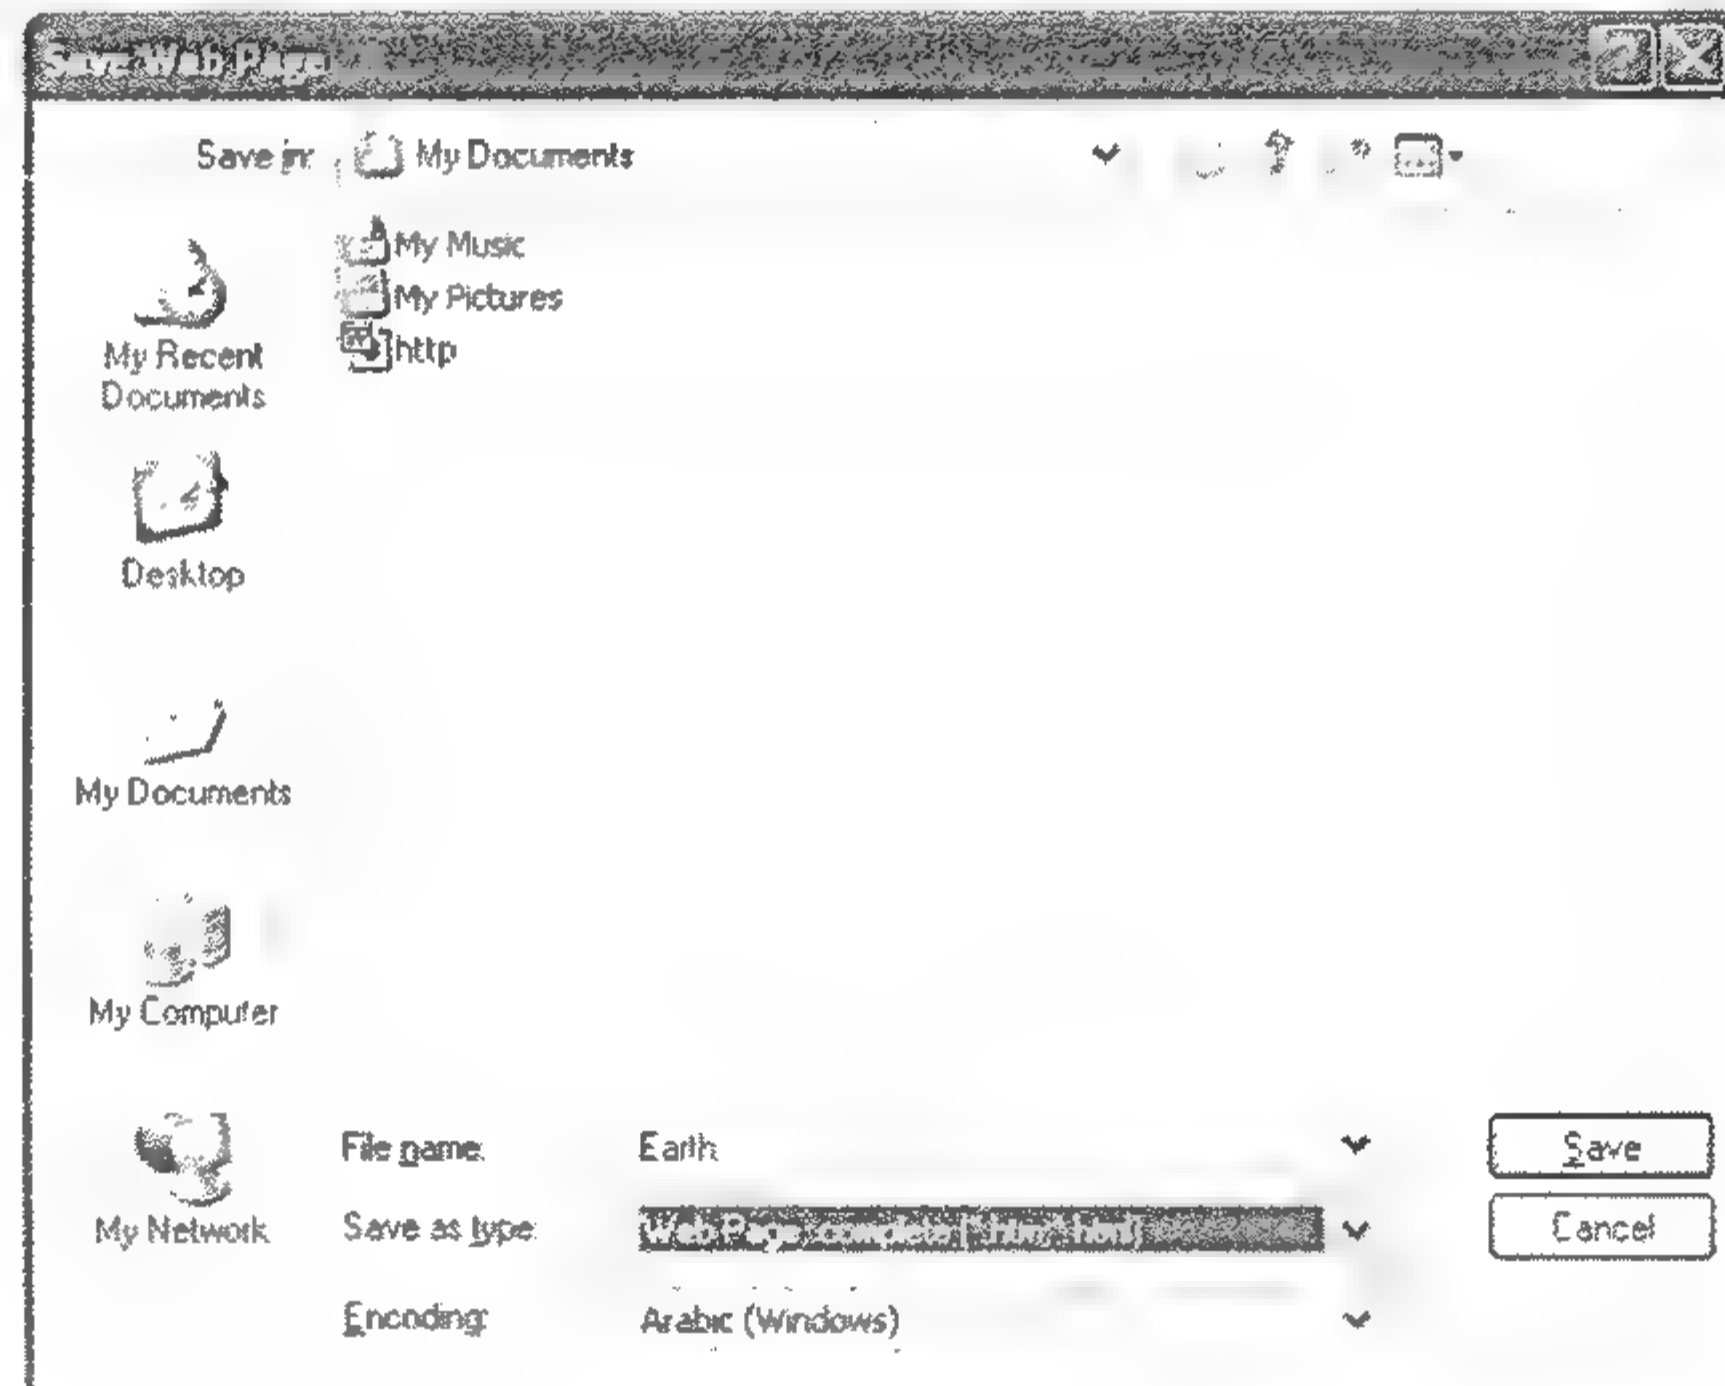 Save Web Page
Save in: My Documents
My Music
My Pictures
http
My Recent
Documents
Desktop
My Documents
My Computer
My Network
File name: Earth
Save
Save as type: Web Page, complete (*.htm;*.html)
Cancel
Encoding: Arabic (Windows)